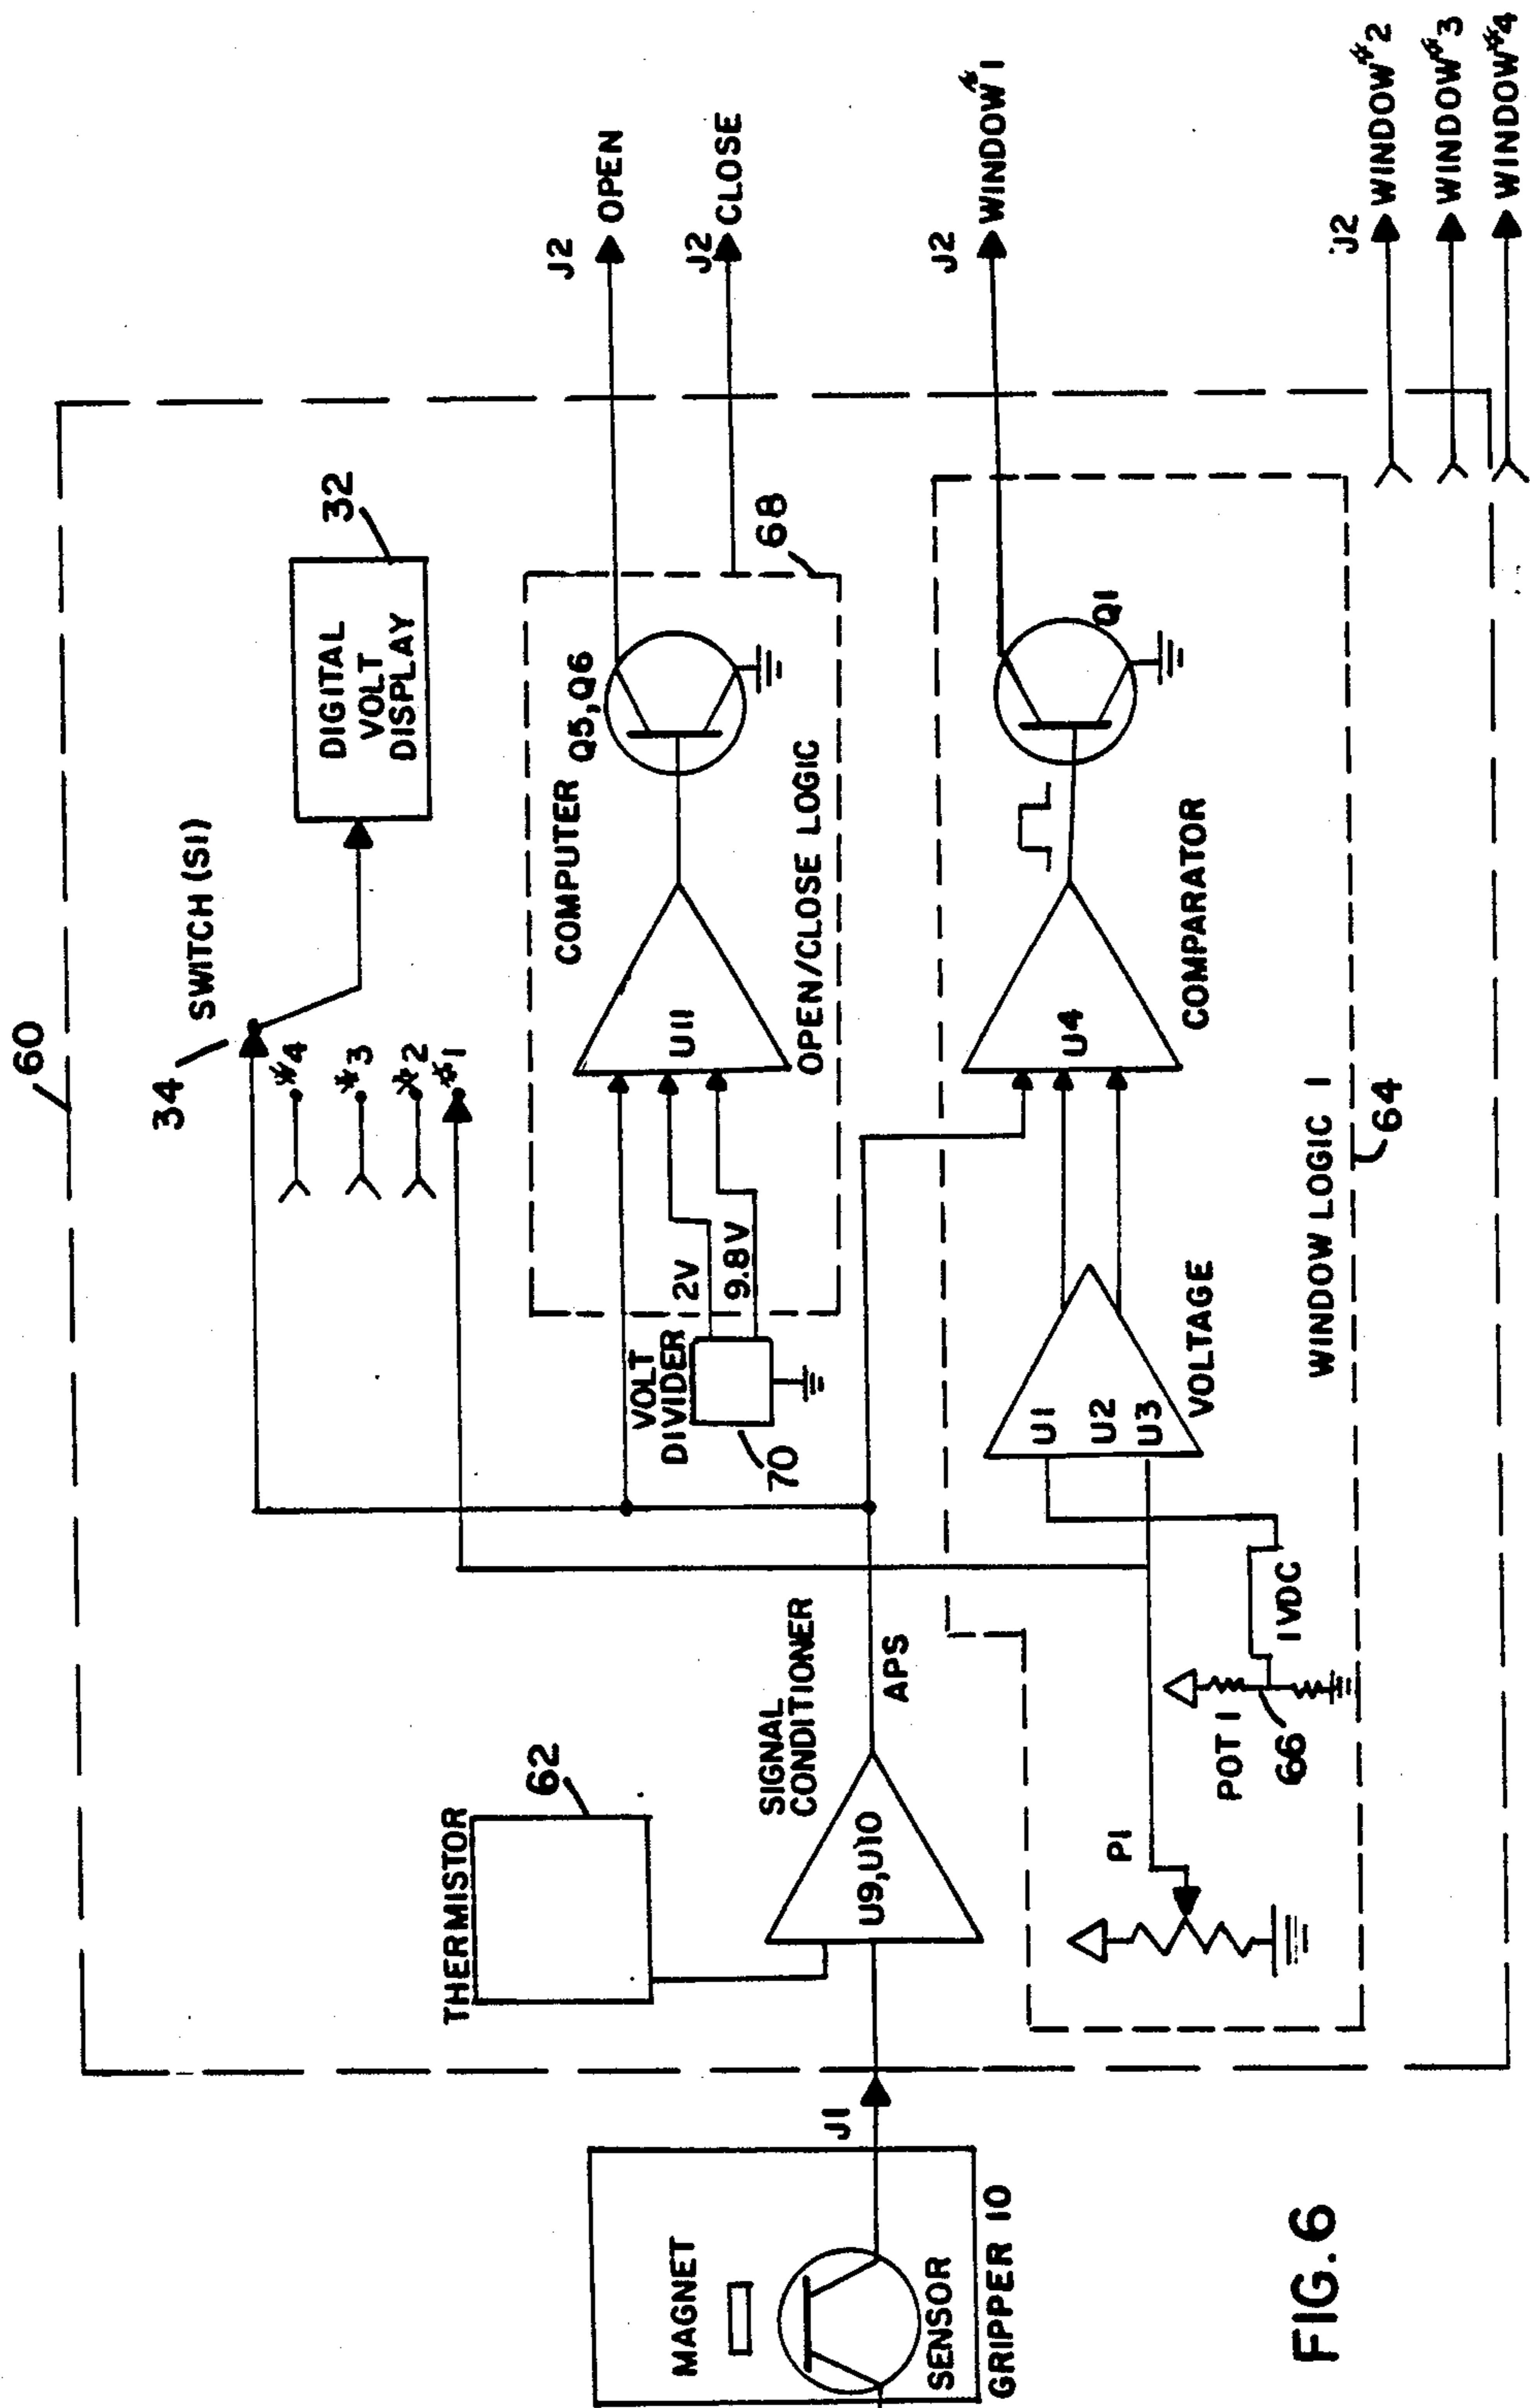 60
34
SWITCH (S1)
#4
#3
#2
#1
32
DIGITAL
VOLT
DISPLAY
J2
OPEN
J2
CLOSE
68
COMPUTER
Q5,Q6
U11
OPEN/CLOSE LOGIC
2V
9.8V
VOLT
DIVIDER
70
THERMISTOR
62
SIGNAL
CONDITIONER
U9,U10
APS
J1
MAGNET
SENSOR
GRIPPER 10
J2
WINDOW #1
Q1
U4
COMPARATOR
U1
U2
U3
VOLTAGE
P1
POT 1
66
1VDC
WINDOW LOGIC 1
64
J2
WINDOW #2
WINDOW #3
WINDOW #4
FIG. 6